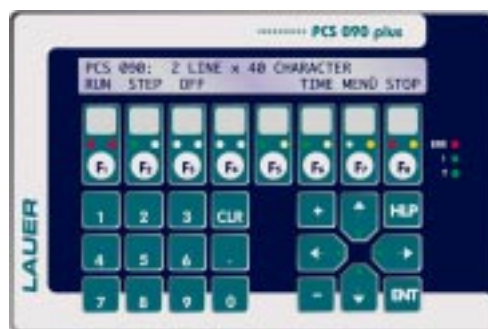 PCS 090 plus
PCS 090: 2 LINE x 40 CHARACTER
RUN STEP OFF TIME MENÜ STOP
ERR
F1 F2 F3 F4 F5 F6 F7 F8
LAUER
1 2 3 CLR + HLP
4 5 6 .
7 8 9 0 - ENT